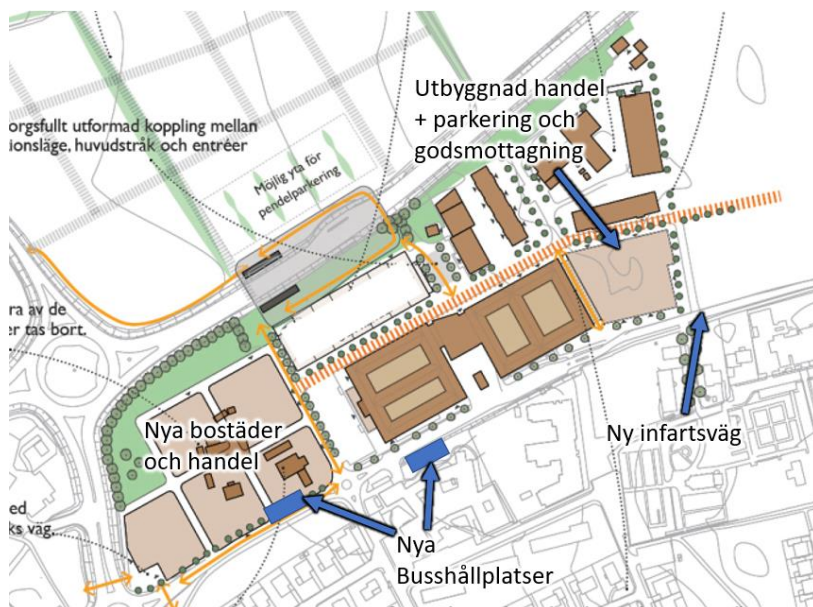 orgsfullt utformad koppling mellan
ionsläge, huvudstråk och entréer
Utbyggnad handel
+ parkering och
godsmottagning
Möjlig yta för
pendelparkering
ra av de
er tas bort.
Nya bostäder
och handel
Ny infartsväg
ed
ks väg,
Nya
Busshållplatser